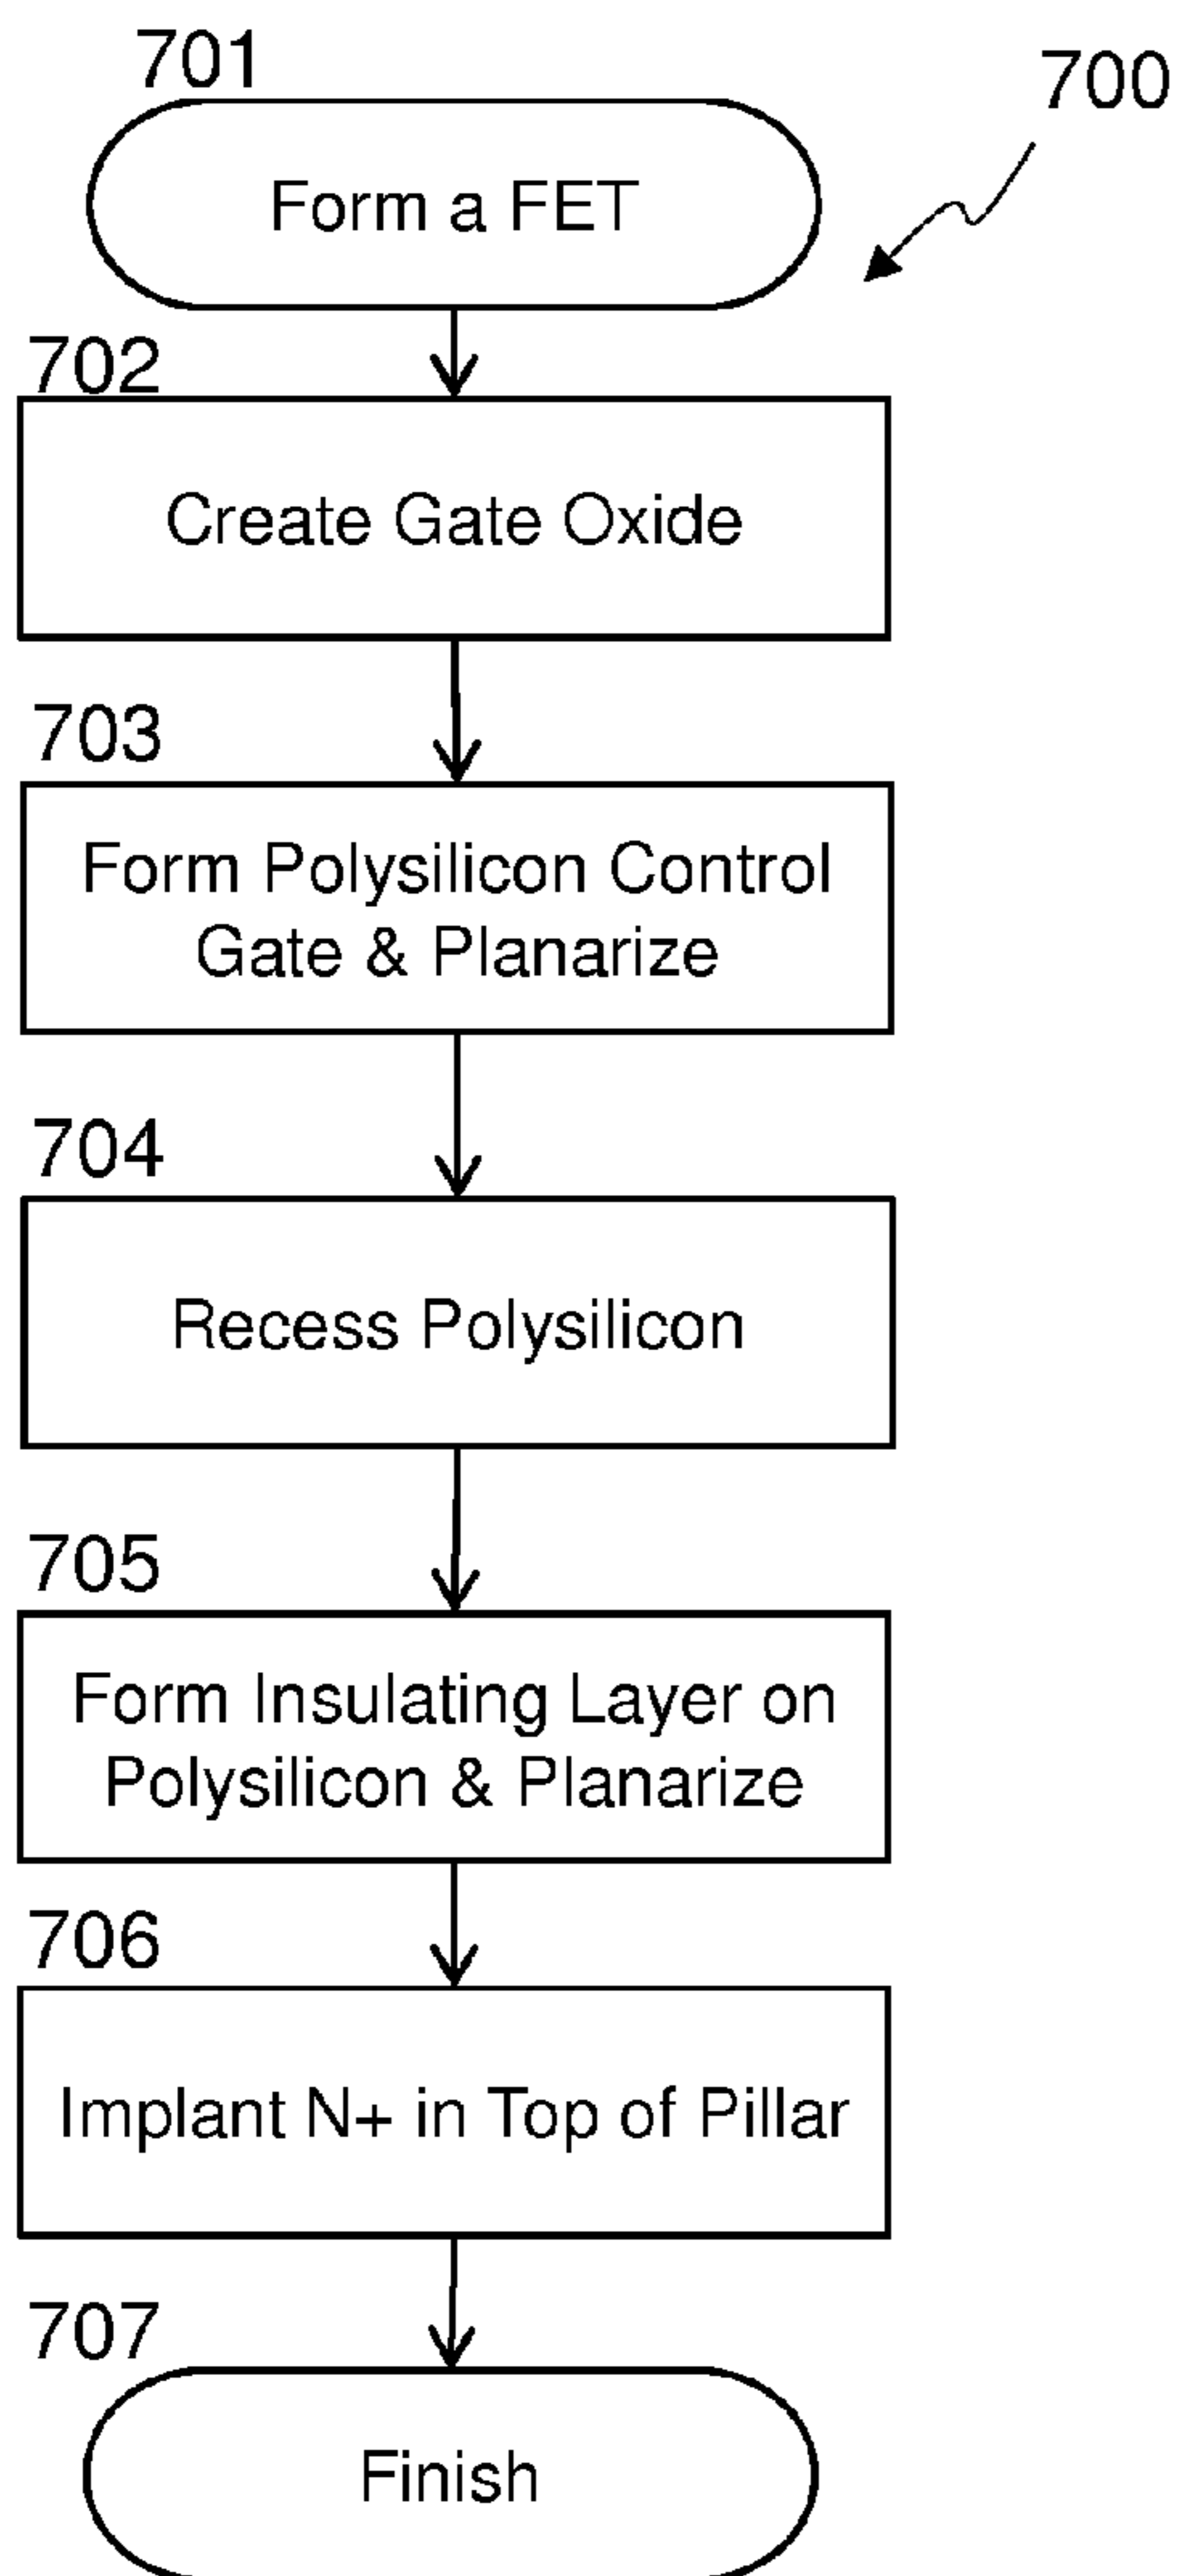 701
700
Form a FET
702
Create Gate Oxide
703
Form Polysilicon Control
Gate & Planarize
704
Recess Polysilicon
705
Form Insulating Layer on
Polysilicon & Planarize
706
Implant N+ in Top of Pillar
707
Finish